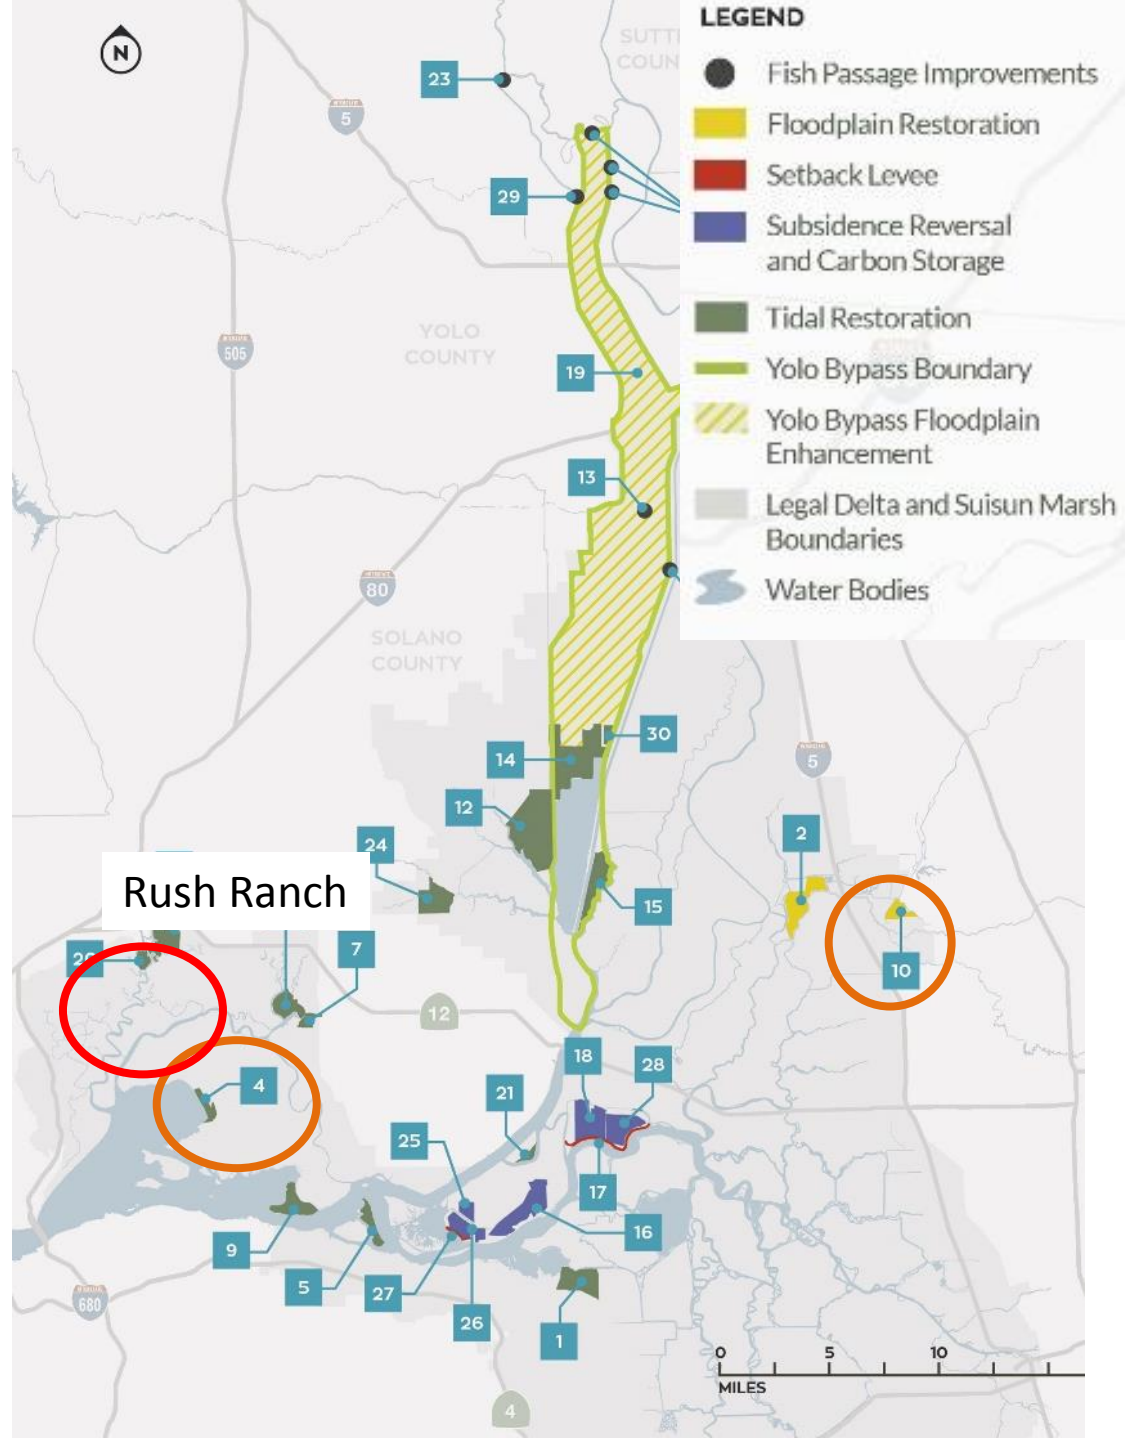 LEGEND
Fish Passage Improvements
Floodplain Restoration
Setback Levee
Subsidence Reversal
and Carbon Storage
Tidal Restoration
Yolo Bypass Boundary
Yolo Bypass Floodplain
Enhancement
Legal Delta and Suisun Marsh
Boundaries
Water Bodies
N
SUTT
COUN
23
5
29
YOLO
COUNTY
505
19
13
80
SOLANO
COUNTY
30
14
5
12
2
24
Rush Ranch
15
7
10
12
18
28
4
21
25
17
16
9
5
27
26
1
680
4
0 5 10
MILES